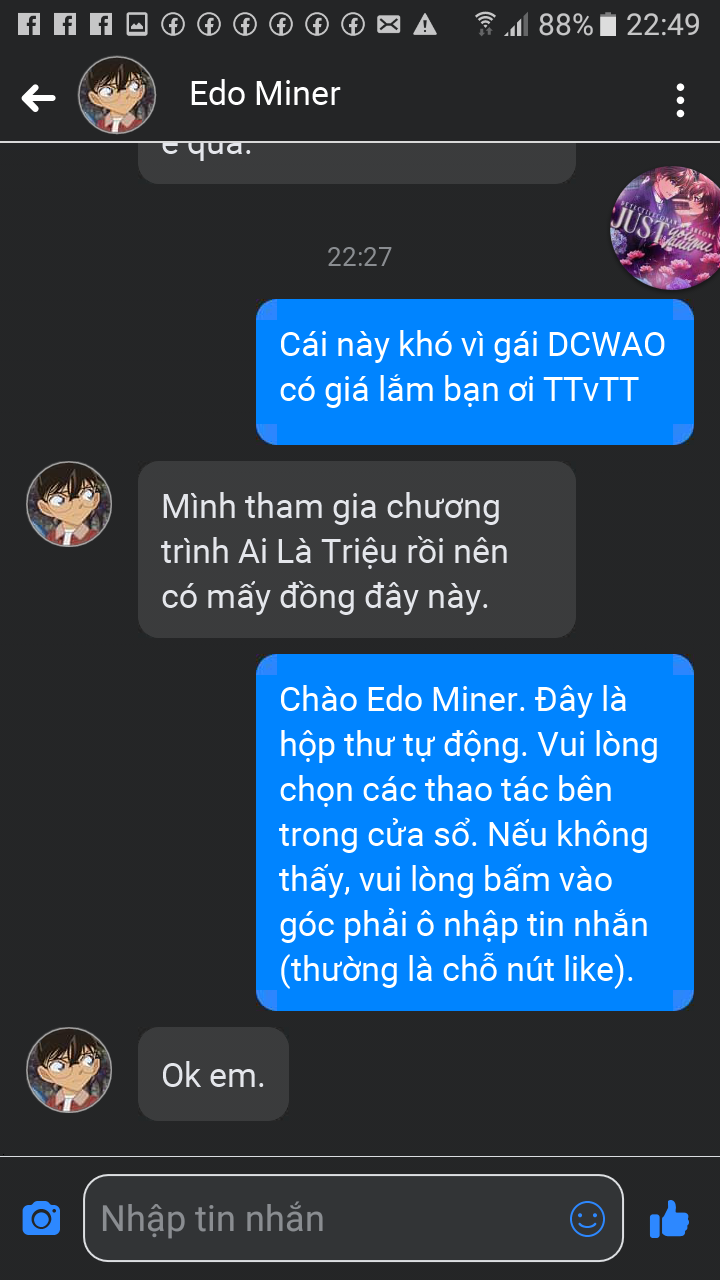 88% 22:49
Edo Miner
22:27
Cái này khó vì gái DCWAO
có giá lắm bạn ơi TTvTT
Mình tham gia chương
trình Ai Là Triệu rồi nên
có mấy đồng đây này.
Chào Edo Miner. Đây là
hộp thư tự động. Vui lòng
chọn các thao tác bên
trong cửa sổ. Nếu không
thấy, vui lòng bấm vào
góc phải ô nhập tin nhắn
(thường là chỗ nút like).
Ok em.
Nhập tin nhắn
JUST